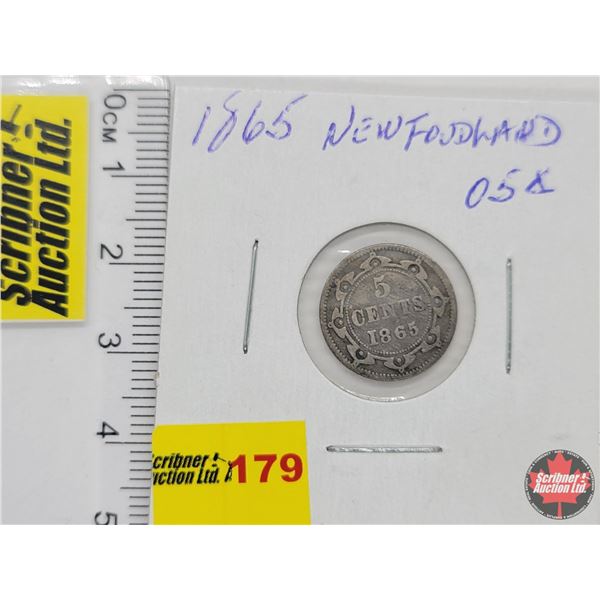 Scribner
Auction Ltd.
0CM 1 2 3 4 5
1865 NEWFOUDLAND
05¢
5
CENTS
1865
Scribner
Auction Ltd. 179
Scribner
Auction Ltd.